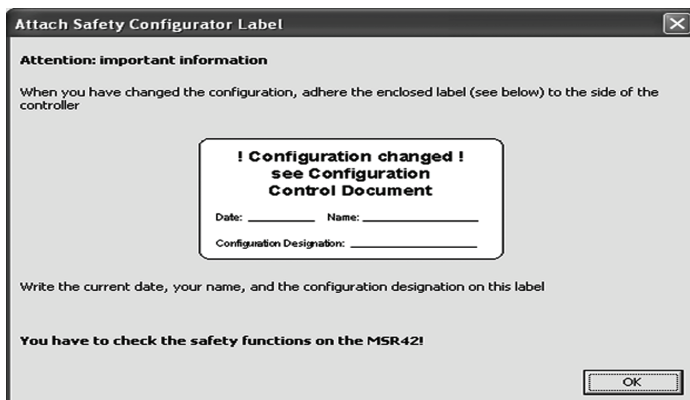 Attach Safety Configurator Label
Attention: important information
When you have changed the configuration, adhere the enclosed label (see below) to the side of the
controller
! Configuration changed !
see Configuration
Control Document
Date: ____________ Name: ____________________
Configuration Designation: ______________________
Write the current date, your name, and the configuration designation on this label
You have to check the safety functions on the MSR42!
OK